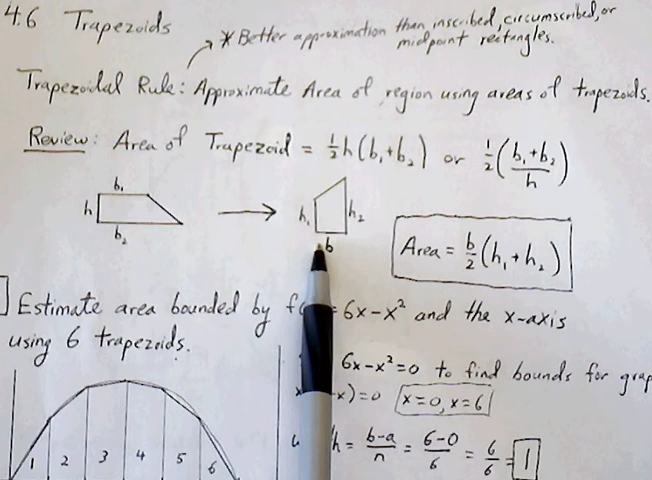 4.6 Trapezoids
* Better approximation than inscribed, circumscribed, or
midpoint rectangles.
Trapezoidal Rule: Approximate Area of region using areas of trapezoids.
Review: Area of Trapezoid = 1/2 h(b₁+b₂) or 1/2 ((b₁+b₂)/h)
b₁
h
b₂
h₁
h₂
b
Area = b/2 (h₁+h₂)
Estimate area bounded by = 6x-x² and the x-axis
using 6 trapezoids.
6x-x²=0 to find bounds for
x)=0 x=0, x=6
h = (b-a)/n = (6-0)/6 = 6/6 = 1
1 2 3 4 5 6